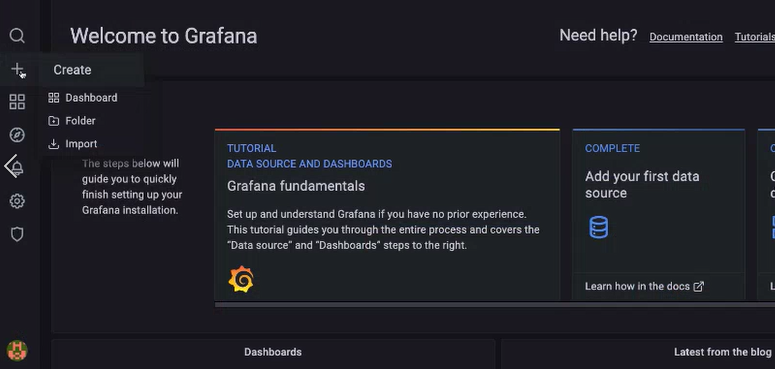 Welcome to Grafana
Need help?
Documentation
Tutorials
Create
Dashboard
Folder
Import
The steps below will
guide you to quickly
finish setting up your
Grafana installation.
TUTORIAL
DATA SOURCE AND DASHBOARDS
Grafana fundamentals
Set up and understand Grafana if you have no prior experience.
This tutorial guides you through the entire process and covers the
“Data source” and “Dashboards” steps to the right.
COMPLETE
Add your first data
source
Learn how in the docs
Dashboards
Latest from the blog